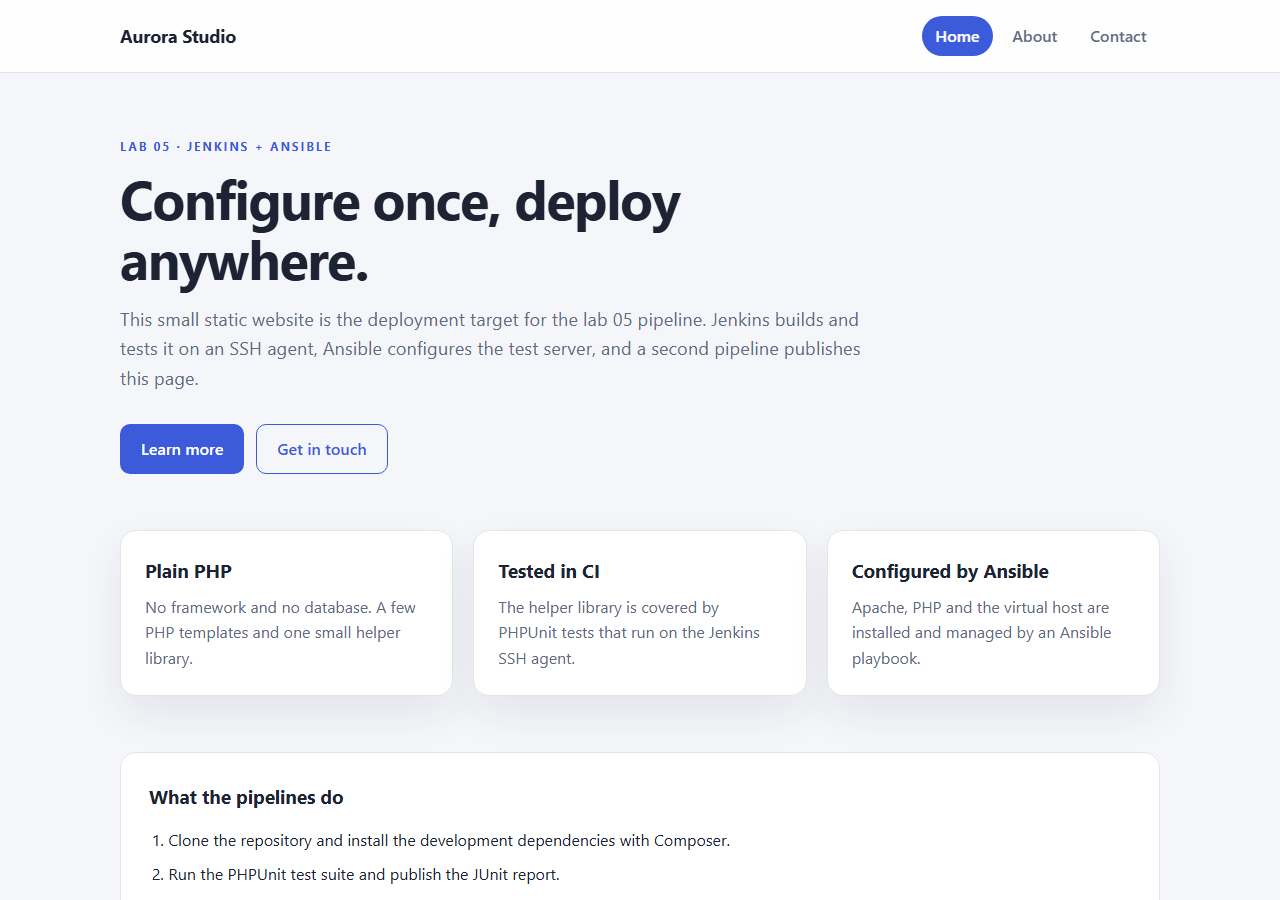 Aurora Studio
Home
About
Contact
LAB 05 · JENKINS + ANSIBLE
Configure once, deploy
anywhere.
This small static website is the deployment target for the lab 05 pipeline. Jenkins builds and
tests it on an SSH agent, Ansible configures the test server, and a second pipeline publishes
this page.
Learn more
Get in touch
Plain PHP
No framework and no database. A few
PHP templates and one small helper
library.
Tested in CI
The helper library is covered by
PHPUnit tests that run on the Jenkins
SSH agent.
Configured by Ansible
Apache, PHP and the virtual host are
installed and managed by an Ansible
playbook.
What the pipelines do
1. Clone the repository and install the development dependencies with Composer.
2. Run the PHPUnit test suite and publish the JUnit report.